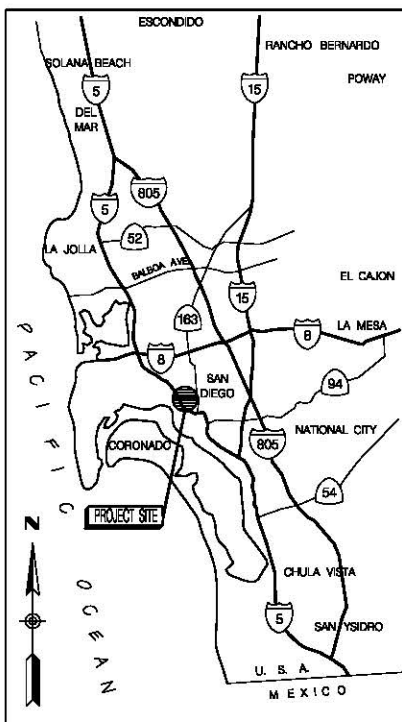 ESCONDIDO
RANCHO BERNARDO
SOLANA BEACH
POWAY
5
15
DEL
MAR
805
5
52
LA JOLLA
BALBOA AVE.
EL CAJON
15
163
LA MESA
8
8
SAN
DIEGO
94
NATIONAL CITY
CORONADO
805
54
PROJECT SITE
PACIFIC
OCEAN
N
CHULA VISTA
5
SAN YSIDRO
U. S. A.
MEXICO